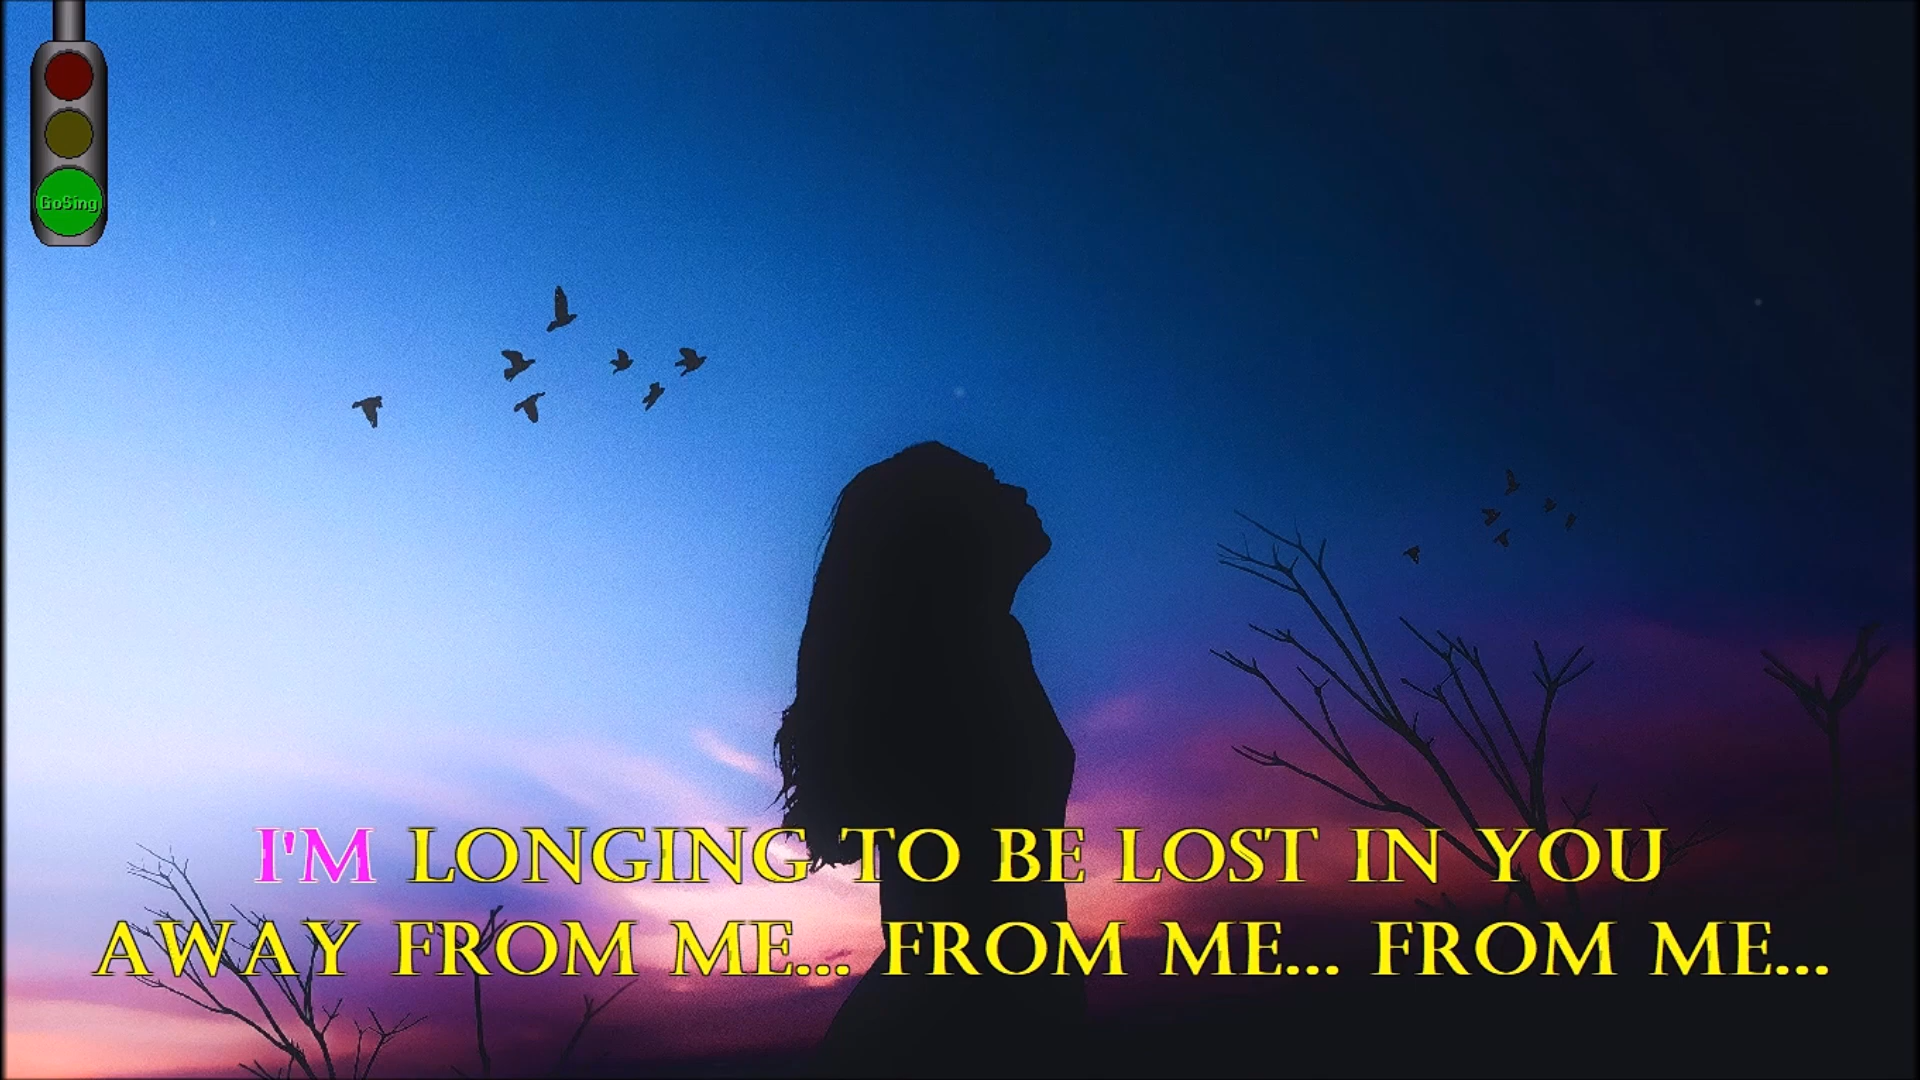 GoSing
I'M LONGING TO BE LOST IN YOU
AWAY FROM ME... FROM ME... FROM ME...